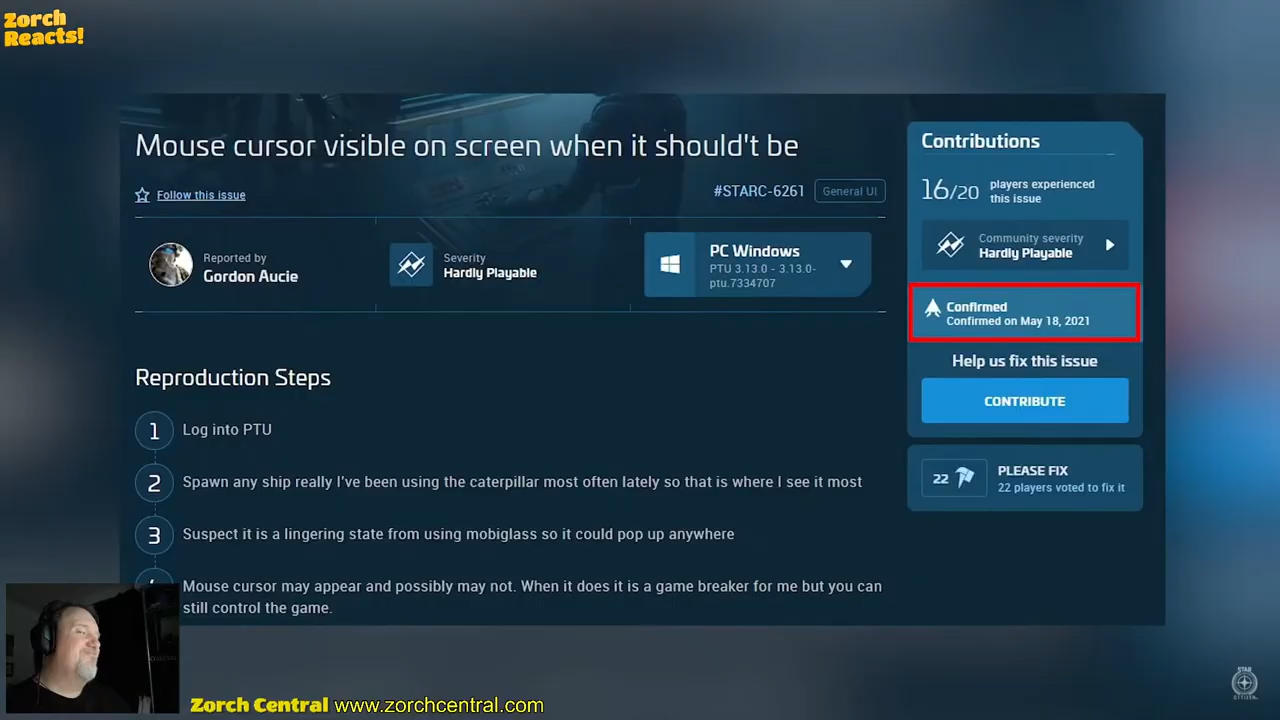 Zorch
Reacts!
Mouse cursor visible on screen when it should't be
Follow this issue
#STARC-6261
General UI
Reported by
Gordon Aucie
Severity
Hardly Playable
PC Windows
PTU 3.13.0 - 3.13.0-
ptu.7334707
Reproduction Steps
1 Log into PTU
2 Spawn any ship really I've been using the caterpillar most often lately so that is where I see it most
3 Suspect it is a lingering state from using mobiglass so it could pop up anywhere
Mouse cursor may appear and possibly may not. When it does it is a game breaker for me but you can
still control the game.
Contributions
16/20
players experienced
this issue
Community severity
Hardly Playable
Confirmed
Confirmed on May 18, 2021
Help us fix this issue
CONTRIBUTE
22
PLEASE FIX
22 players voted to fix it
Zorch Central www.zorchcentral.com
STAR
CITIZEN